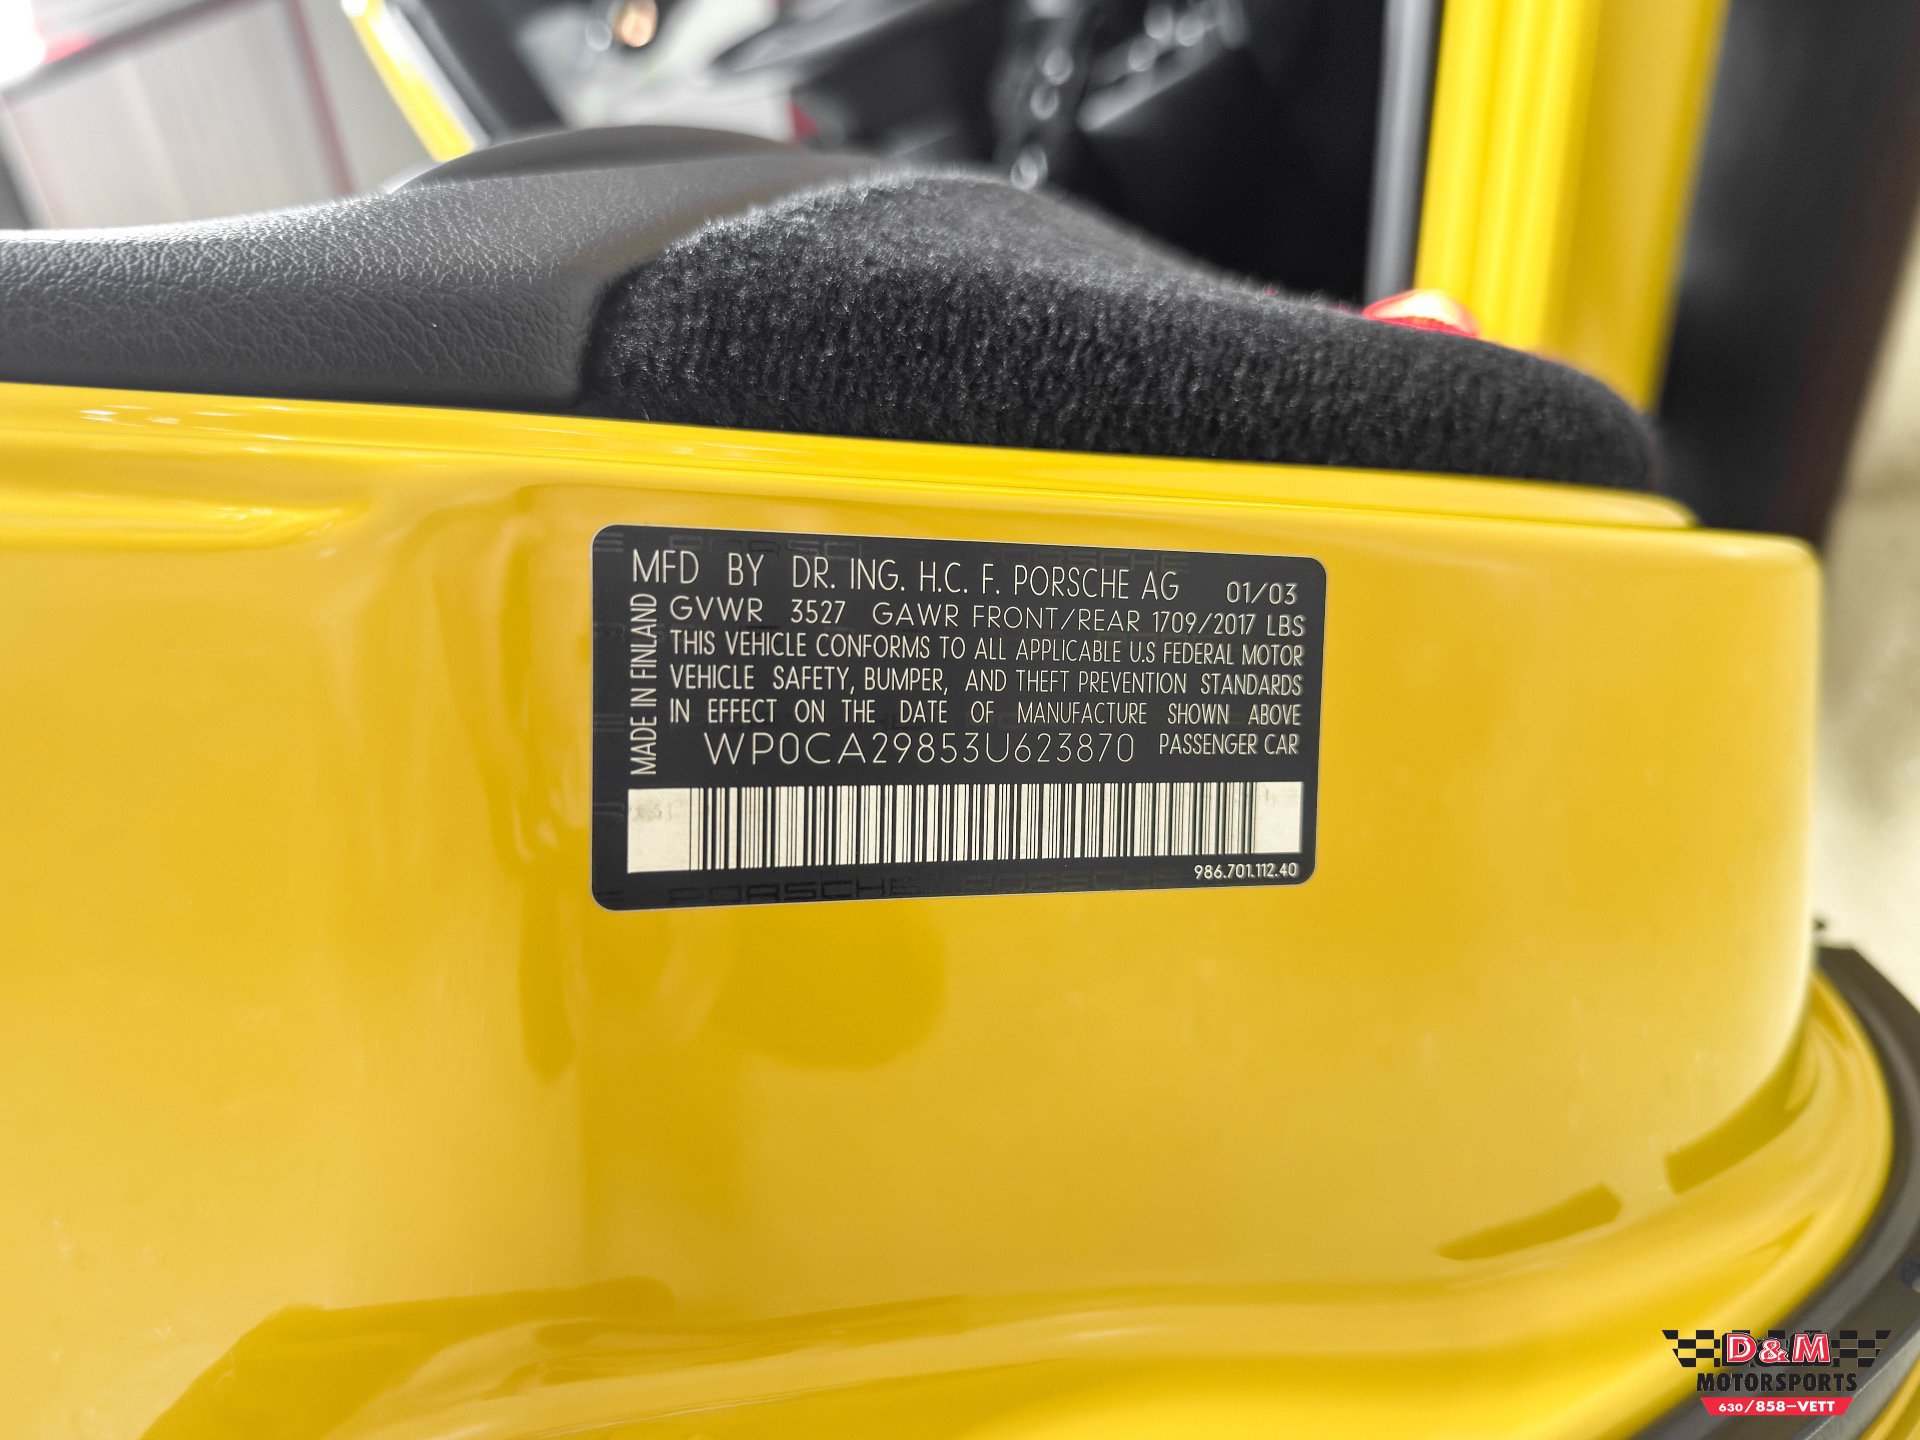 MFD BY DR. ING. H.C. F. PORSCHE AG 01/03
GVWR 3527 GAWR FRONT/REAR 1709/2017 LBS
THIS VEHICLE CONFORMS TO ALL APPLICABLE U.S FEDERAL MOTOR
VEHICLE SAFETY, BUMPER, AND THEFT PREVENTION STANDARDS
IN EFFECT ON THE DATE OF MANUFACTURE SHOWN ABOVE
WP0CA29853U623870 PASSENGER CAR
MADE IN FINLAND
986.701.112.40
PORSCHE PORSCHE
D&M
MOTORSPORTS
630/858-VETT